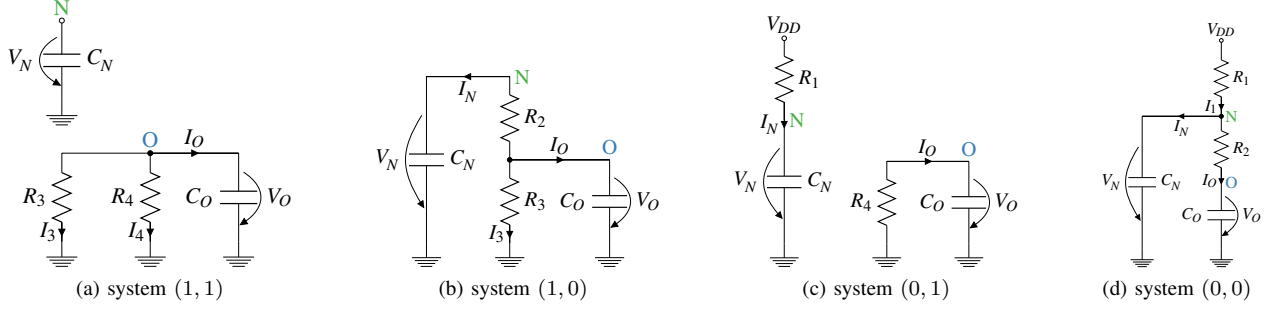 N
V_N
C_N
O
I_O
R_3
R_4
C_O
V_O
I_3
I_4
(a) system (1, 1)
N
I_N
R_2
O
I_O
V_N
C_N
R_3
C_O
V_O
I_3
(b) system (1, 0)
V_DD
R_1
I_N
N
V_N
C_N
O
I_O
R_4
C_O
V_O
(c) system (0, 1)
V_DD
R_1
I_1
N
I_N
R_2
V_N
C_N
I_O
O
C_O
V_O
(d) system (0, 0)